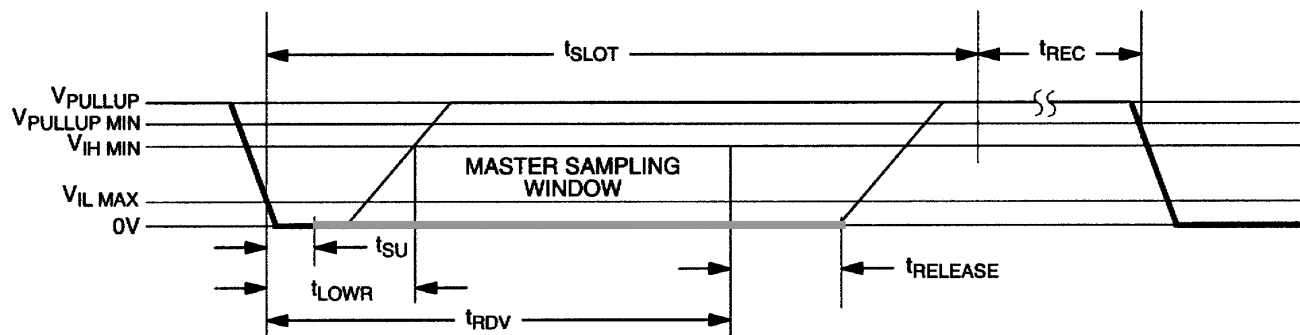 tSLOT
tREC
VPULLUP
VPULLUP MIN
VIH MIN
MASTER SAMPLING
WINDOW
VIL MAX
0V
tSU
tRELEASE
tLOWR
tRDV